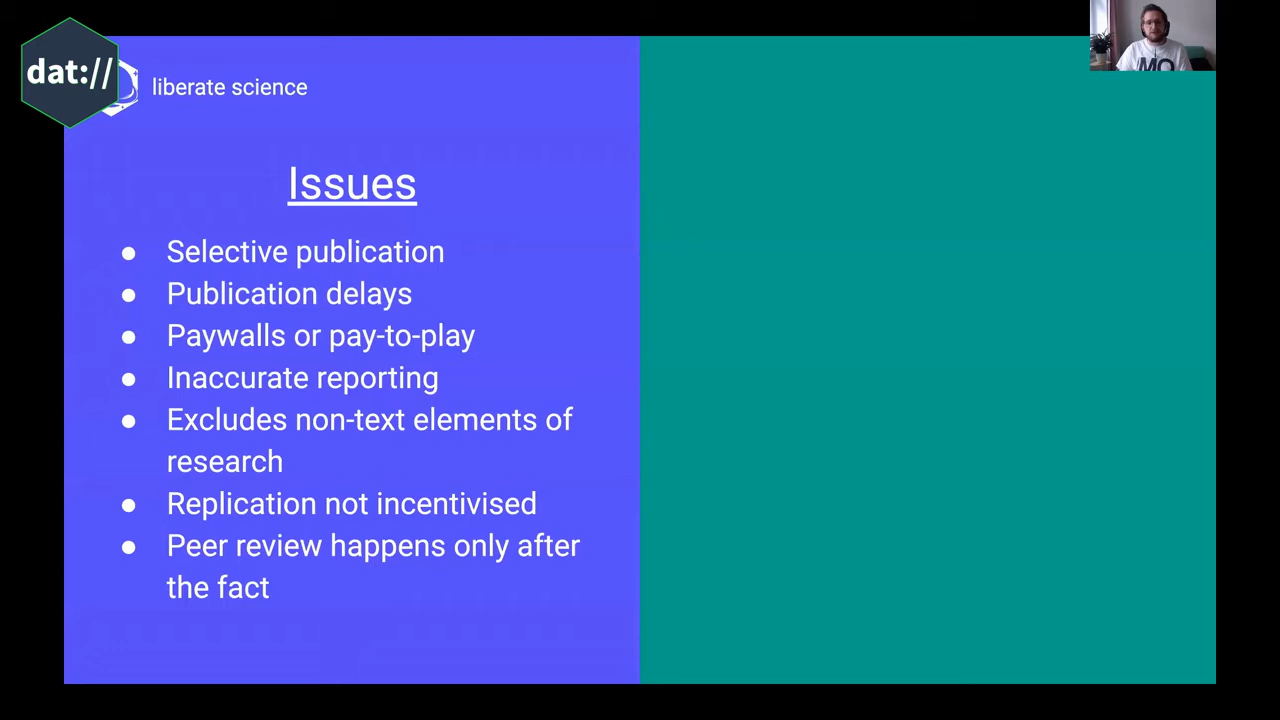 dat://
liberate science
Issues
● Selective publication
● Publication delays
● Paywalls or pay-to-play
● Inaccurate reporting
● Excludes non-text elements of
research
● Replication not incentivised
● Peer review happens only after
the fact
MO